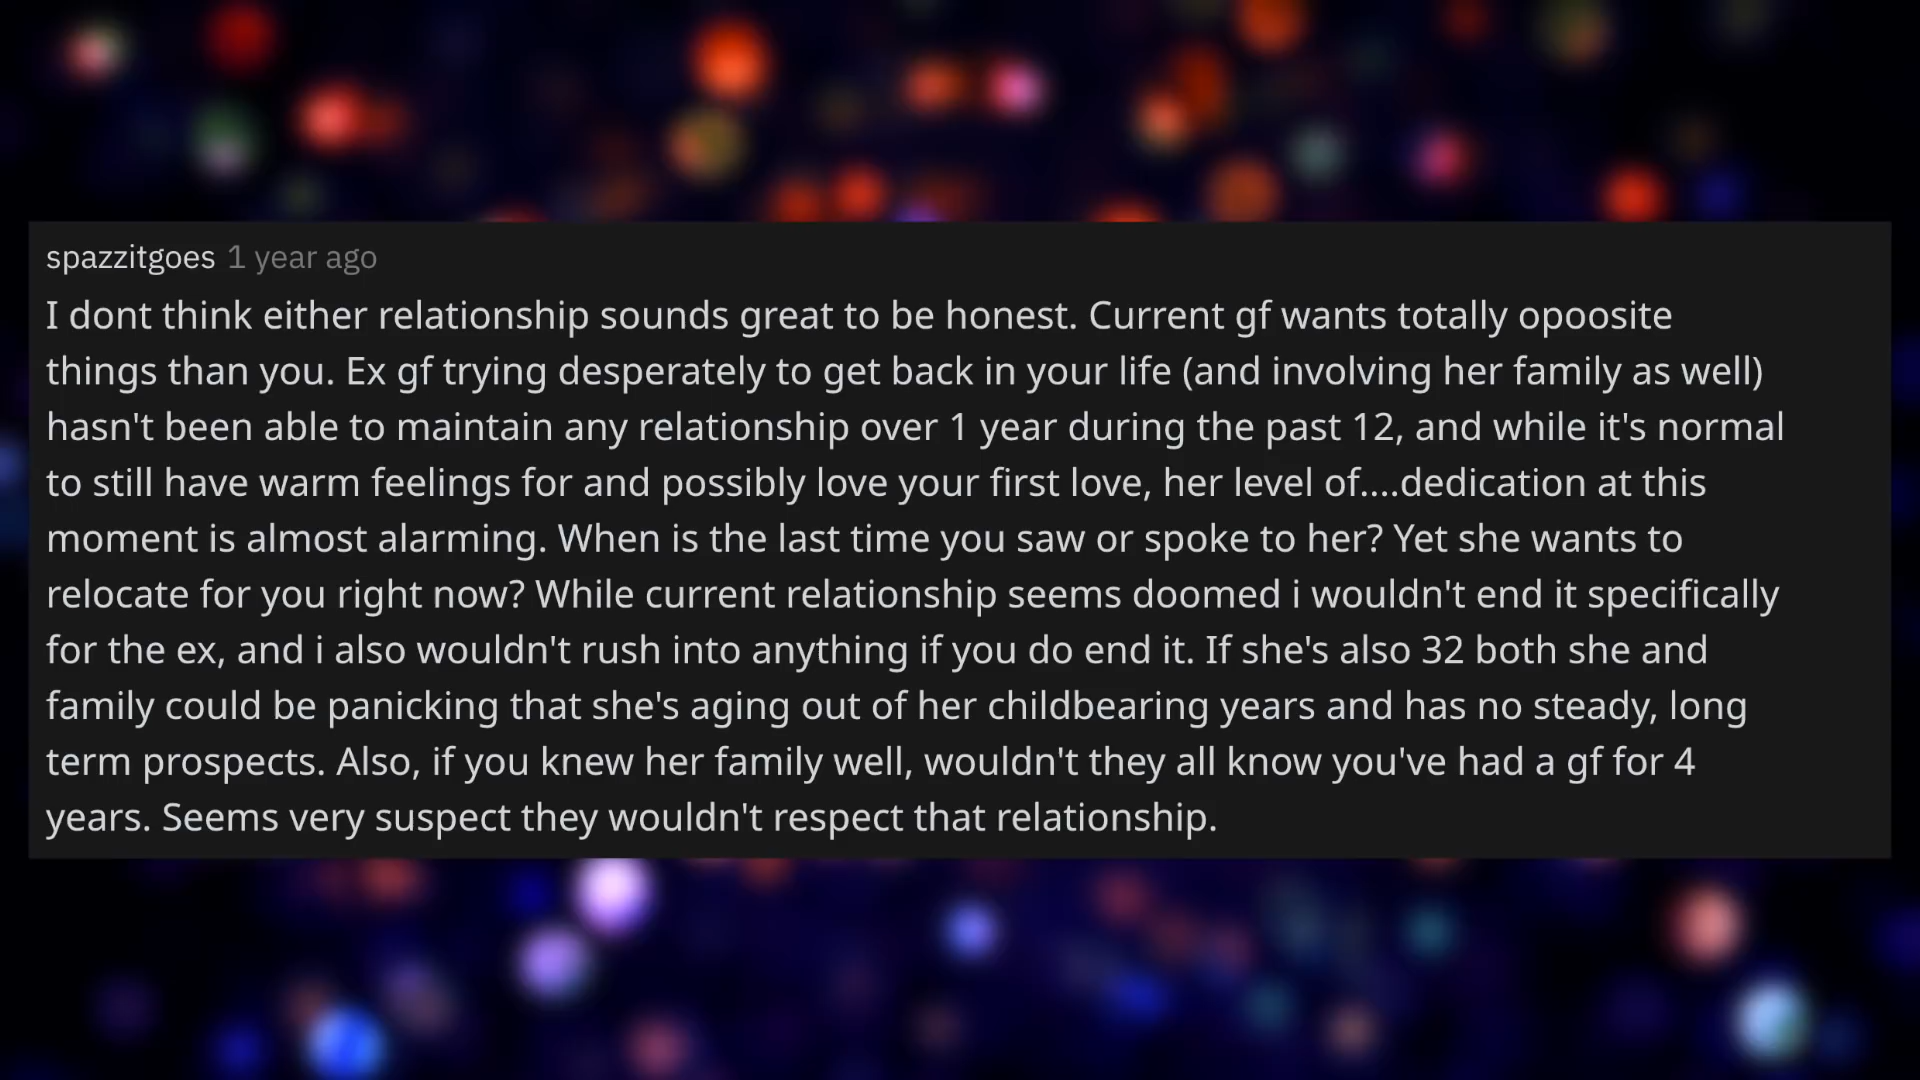 spazzitgoes 1 year ago
I dont think either relationship sounds great to be honest. Current gf wants totally opoosite
things than you. Ex gf trying desperately to get back in your life (and involving her family as well)
hasn't been able to maintain any relationship over 1 year during the past 12, and while it's normal
to still have warm feelings for and possibly love your first love, her level of....dedication at this
moment is almost alarming. When is the last time you saw or spoke to her? Yet she wants to
relocate for you right now? While current relationship seems doomed i wouldn't end it specifically
for the ex, and i also wouldn't rush into anything if you do end it. If she's also 32 both she and
family could be panicking that she's aging out of her childbearing years and has no steady, long
term prospects. Also, if you knew her family well, wouldn't they all know you've had a gf for 4
years. Seems very suspect they wouldn't respect that relationship.